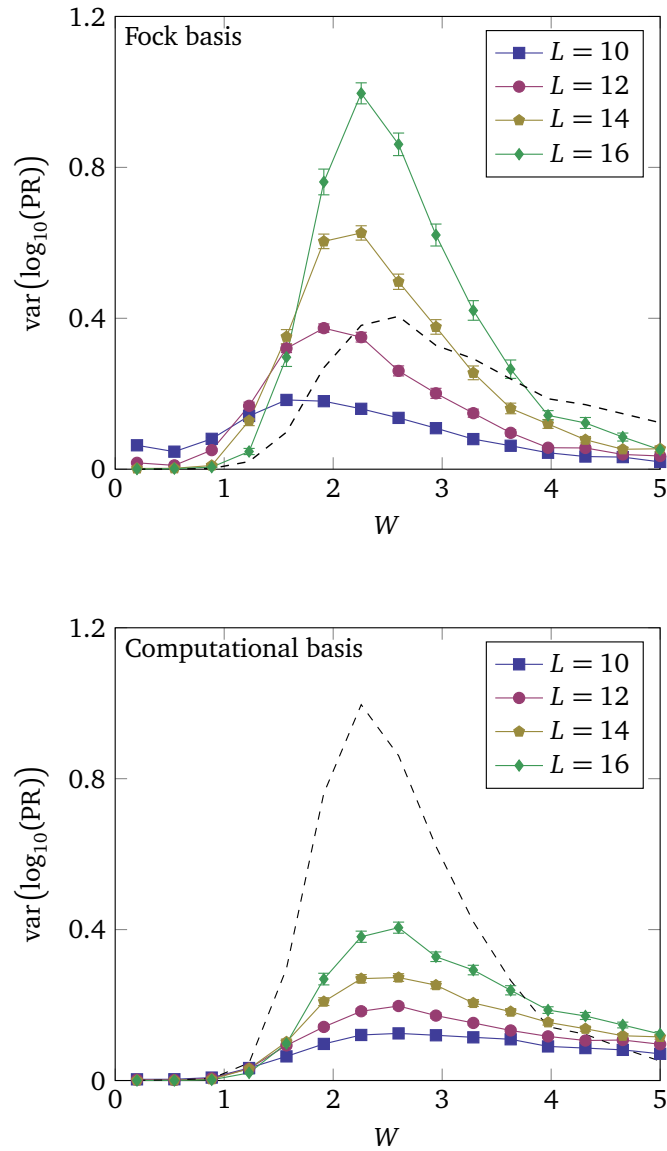 1.2
Fock basis
L = 10
L = 12
L = 14
L = 16
0.8
0.4
0
var(log₁₀(PR))
0 1 2 3 4 5
W
1.2
Computational basis
L = 10
L = 12
L = 14
L = 16
0.8
0.4
0
var(log₁₀(PR))
0 1 2 3 4 5
W